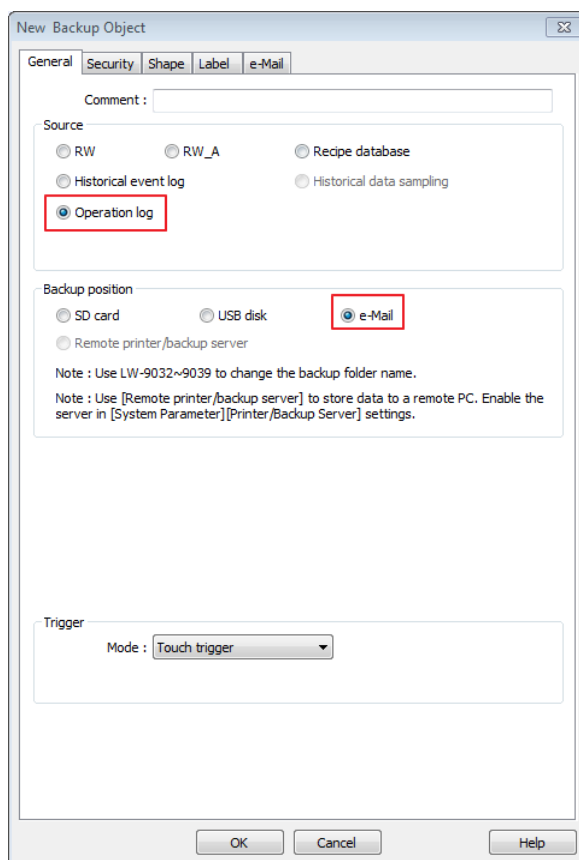 New Backup Object
General Security Shape Label e-Mail
Comment :
Source
RW RW_A Recipe database
Historical event log Historical data sampling
Operation log
Backup position
SD card USB disk e-Mail
Remote printer/backup server
Note : Use LW-9032~9039 to change the backup folder name.
Note : Use [Remote printer/backup server] to store data to a remote PC. Enable the
server in [System Parameter][Printer/Backup Server] settings.
Trigger
Mode : Touch trigger
OK Cancel Help